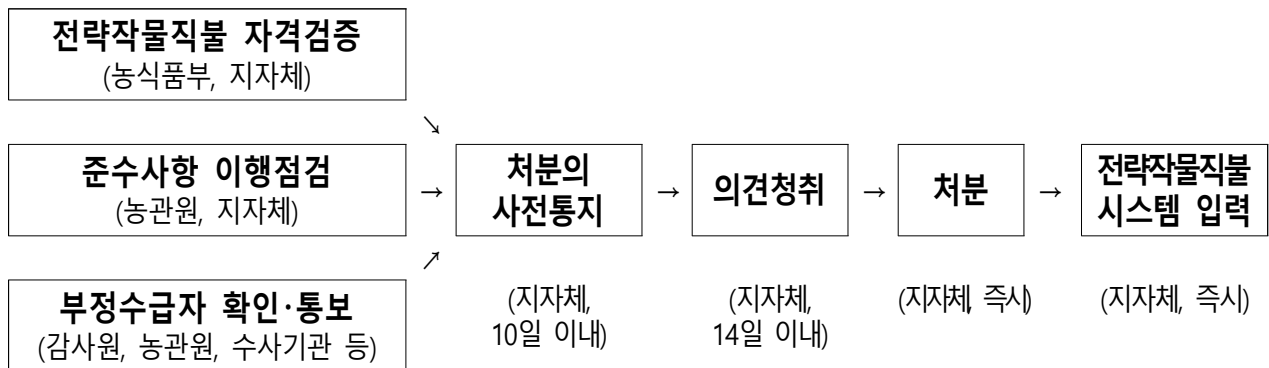 전략작물직불 자격검증
(농식품부, 지자체)
↘
준수사항 이행점검
(농관원, 지자체)
→
처분의
사전통지
→
의견청취
→
처분
→
전략작물직불
시스템 입력
↗
부정수급자 확인·통보
(감사원, 농관원, 수사기관 등)
(지자체,
10일 이내)
(지자체,
14일 이내)
(지자체, 즉시)
(지자체, 즉시)